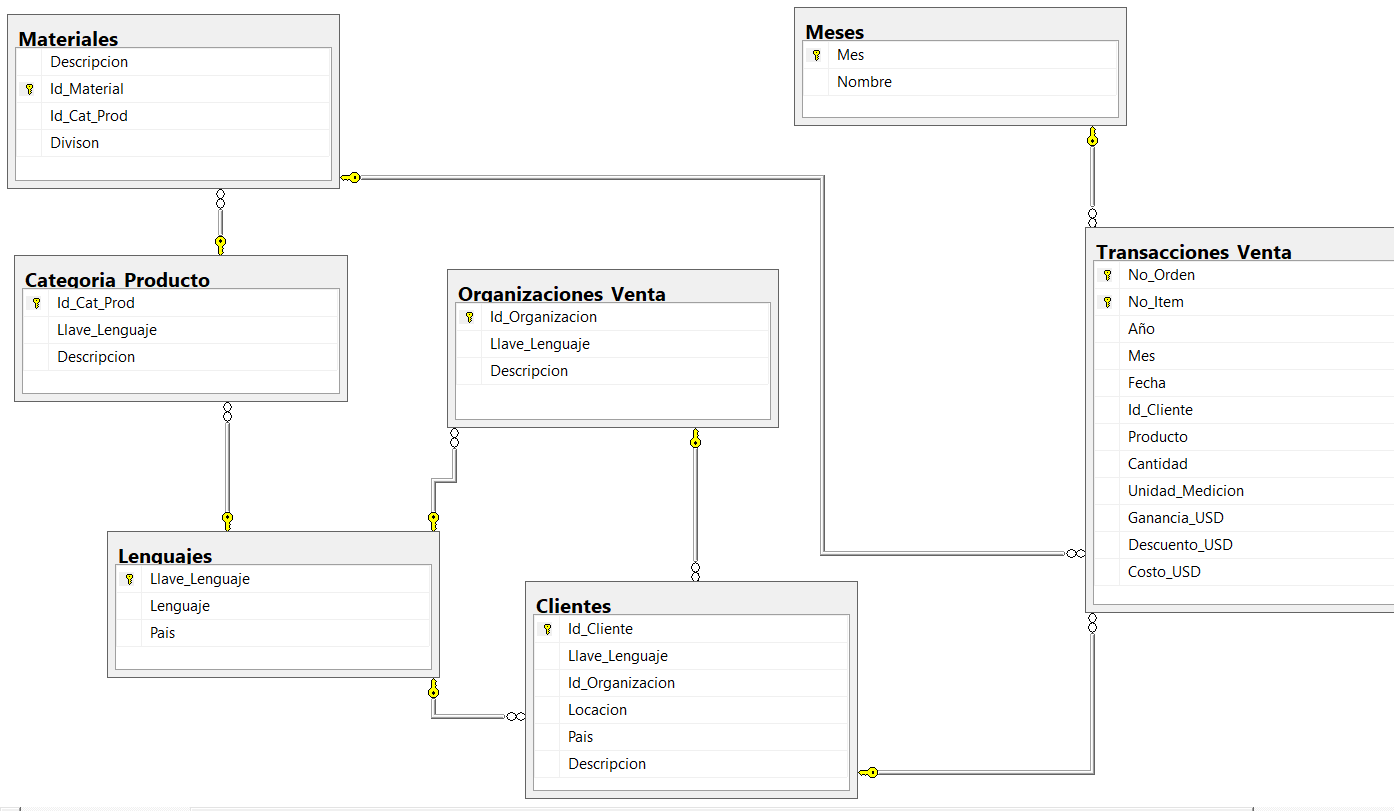 Materiales
Descripcion
Id_Material
Id_Cat_Prod
Divison
Meses
Mes
Nombre
Categoria_Producto
Id_Cat_Prod
Llave_Lenguaje
Descripcion
Organizaciones_Venta
Id_Organizacion
Llave_Lenguaje
Descripcion
Transacciones_Venta
No_Orden
No_Item
Año
Mes
Fecha
Id_Cliente
Producto
Cantidad
Unidad_Medicion
Ganancia_USD
Descuento_USD
Costo_USD
Lenguajes
Llave_Lenguaje
Lenguaje
Pais
Clientes
Id_Cliente
Llave_Lenguaje
Id_Organizacion
Locacion
Pais
Descripcion